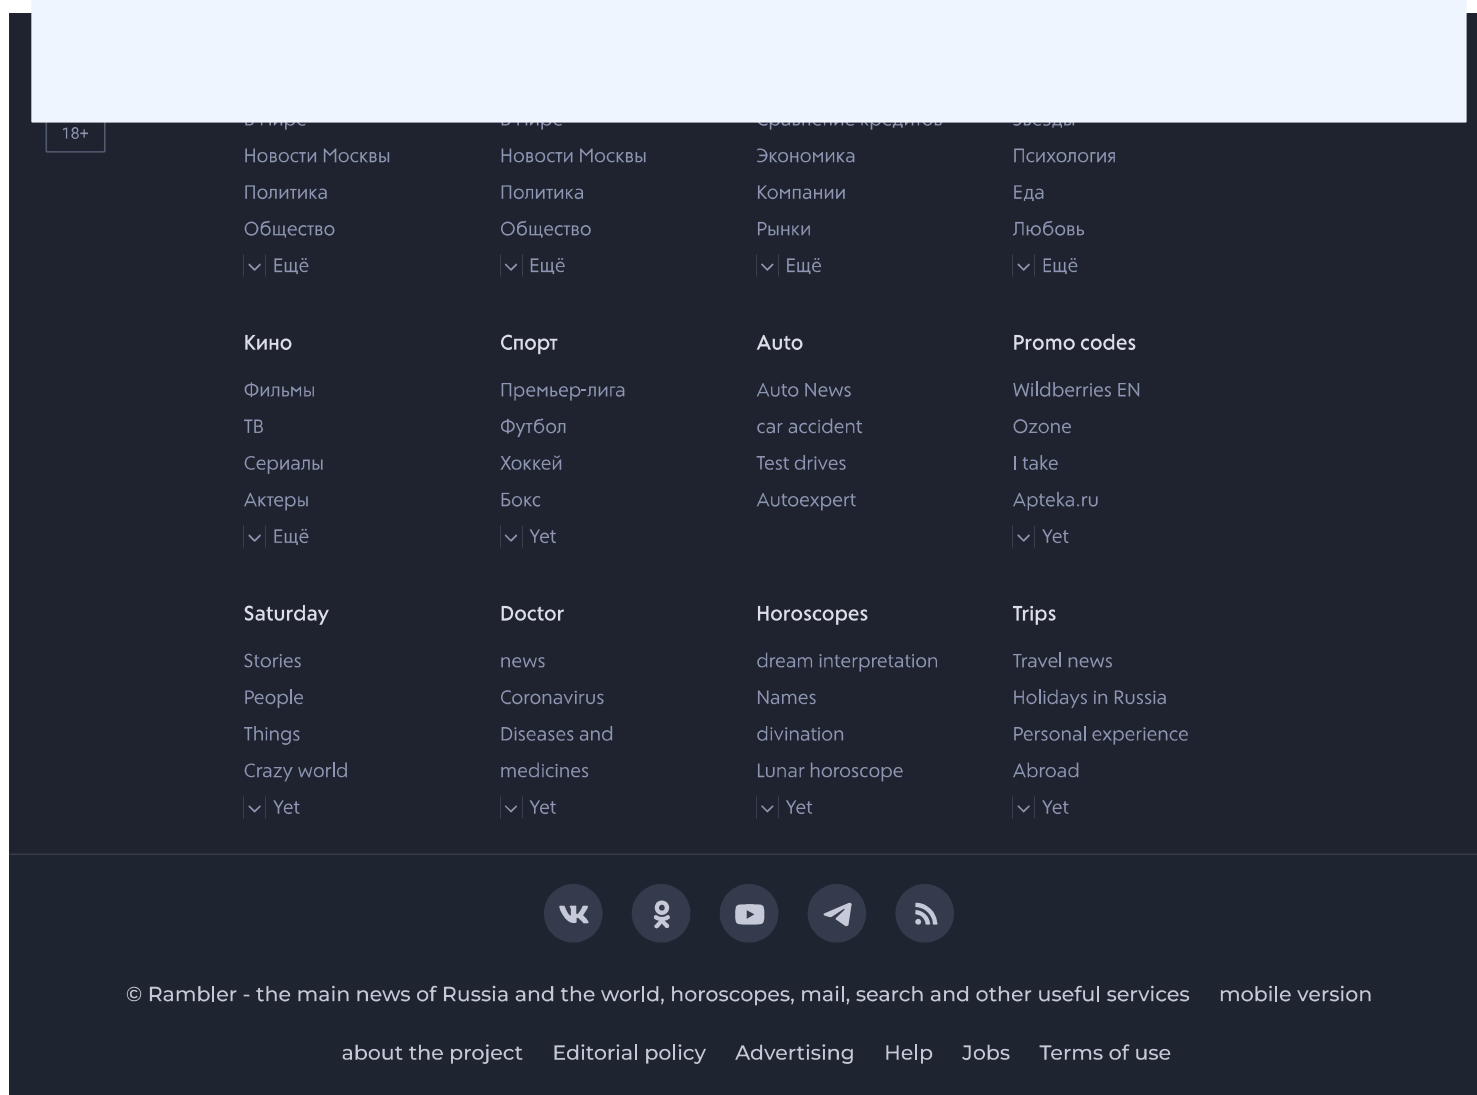 18+
Новости Москвы
Политика
Общество
Ещё
Новости Москвы
Политика
Общество
Ещё
Экономика
Компании
Рынки
Ещё
Психология
Еда
Любовь
Ещё
Кино
Фильмы
ТВ
Сериалы
Актеры
Ещё
Спорт
Премьер-лига
Футбол
Хоккей
Бокс
Yet
Auto
Auto News
car accident
Test drives
Autoexpert
Promo codes
Wildberries EN
Ozone
I take
Apteka.ru
Yet
Saturday
Stories
People
Things
Crazy world
Yet
Doctor
news
Coronavirus
Diseases and
medicines
Yet
Horoscopes
dream interpretation
Names
divination
Lunar horoscope
Yet
Trips
Travel news
Holidays in Russia
Personal experience
Abroad
Yet
© Rambler - the main news of Russia and the world, horoscopes, mail, search and other useful services mobile version
about the project Editorial policy Advertising Help Jobs Terms of use